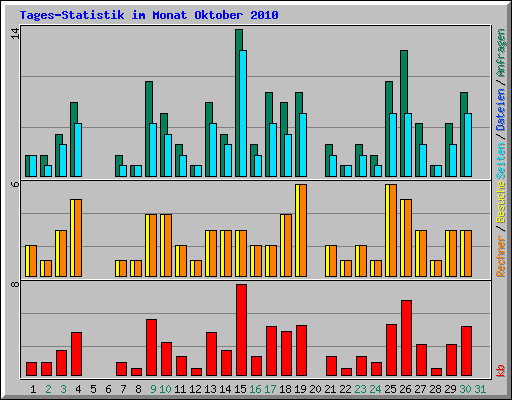 Tages-Statistik im Monat Oktober 2010
14
6
8
Rechner / Besuche Seiten / Dateien / Anfragen
kb
1 2 3 4 5 6 7 8 9 10 11 12 13 14 15 16 17 18 19 20 21 22 23 24 25 26 27 28 29 30 31